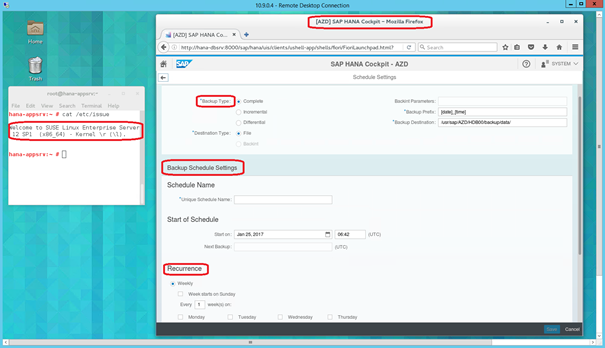 10.9.0.4 - Remote Desktop Connection
[AZD] SAP HANA Cockpit - Mozilla Firefox
[AZD] SAP HANA Co...
http://hana-dbsrv:8000/sap/hana/uis/clients/ushell-app/shells/fiori/FioriLaunchpad.html?
Search
SAP
SAP HANA Cockpit - AZD
SYSTEM
Schedule Settings
*Backup Type:
Complete
Incremental
Differential
*Destination Type:
File
Backint
Backint Parameters:
*Backup Prefix:
[date]_[time]
*Backup Destination:
/usr/sap/AZD/HDB00/backup/data/
Backup Schedule Settings
Schedule Name
*Unique Schedule Name:
Start of Schedule
Start on:
Jan 25, 2017
06:42
(UTC)
Next Backup:
(UTC)
Recurrence
Weekly
Week starts on Sunday
Every
1
week(s) on:
Monday
Tuesday
Wednesday
Thursday
Save
Cancel
Home
Trash
root@hana-appsrv:~
File Edit View Search Terminal Help
hana-appsrv:~ # cat /etc/issue
Welcome to SUSE Linux Enterprise Server
12 SP1 (x86_64) - Kernel \r (\l).
hana-appsrv:~ #